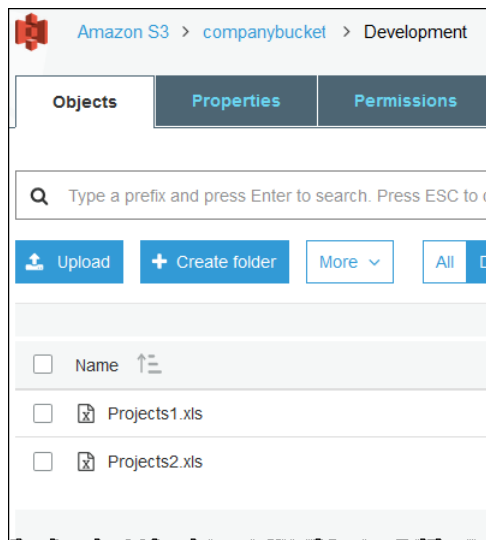 Amazon S3 > companybucket > Development
Objects Properties Permissions
Type a prefix and press Enter to search. Press ESC to
Upload + Create folder More All
Name
Projects1.xls
Projects2.xls